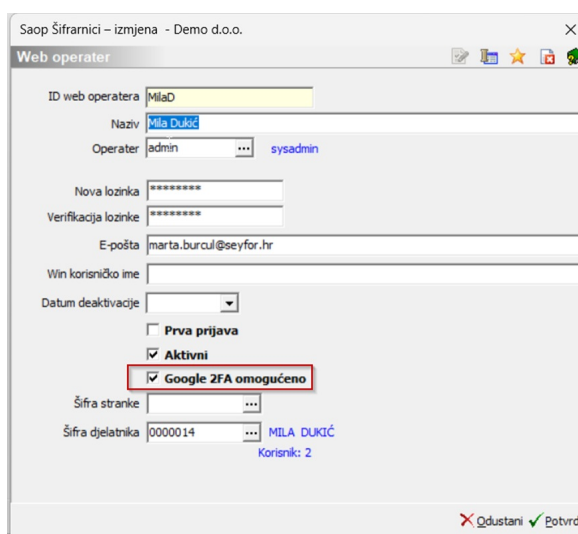 Saop Šifrarnici – izmjena - Demo d.o.o.
Web operater
ID web operatera MilaD
Naziv Mila Dukić
Operater admin ... sysadmin
Nova lozinka ********
Verifikacija lozinke ********
E-pošta marta.burcul@seyfor.hr
Win korisničko ime
Datum deaktivacije
Prva prijava
Aktivni
Google 2FA omogućeno
Šifra stranke ...
Šifra djelatnika 0000014 ... MILA DUKIĆ
Korisnik: 2
Odustani Potvrd